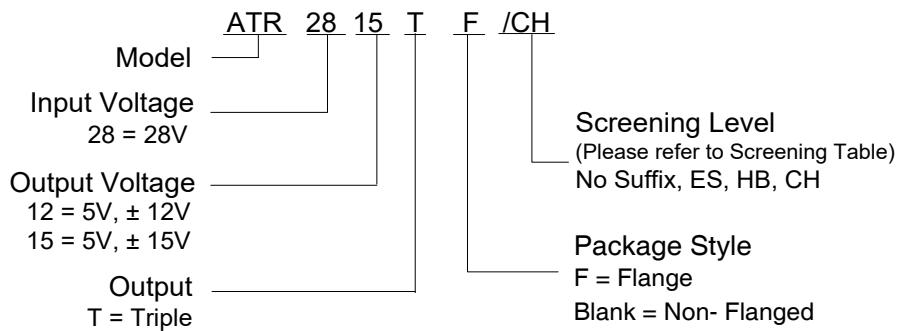 ATR 28 15 T F /CH
Model
Input Voltage
28 = 28V
Output Voltage
12 = 5V, ± 12V
15 = 5V, ± 15V
Output
T = Triple
Screening Level
(Please refer to Screening Table)
No Suffix, ES, HB, CH
Package Style
F = Flange
Blank = Non- Flanged